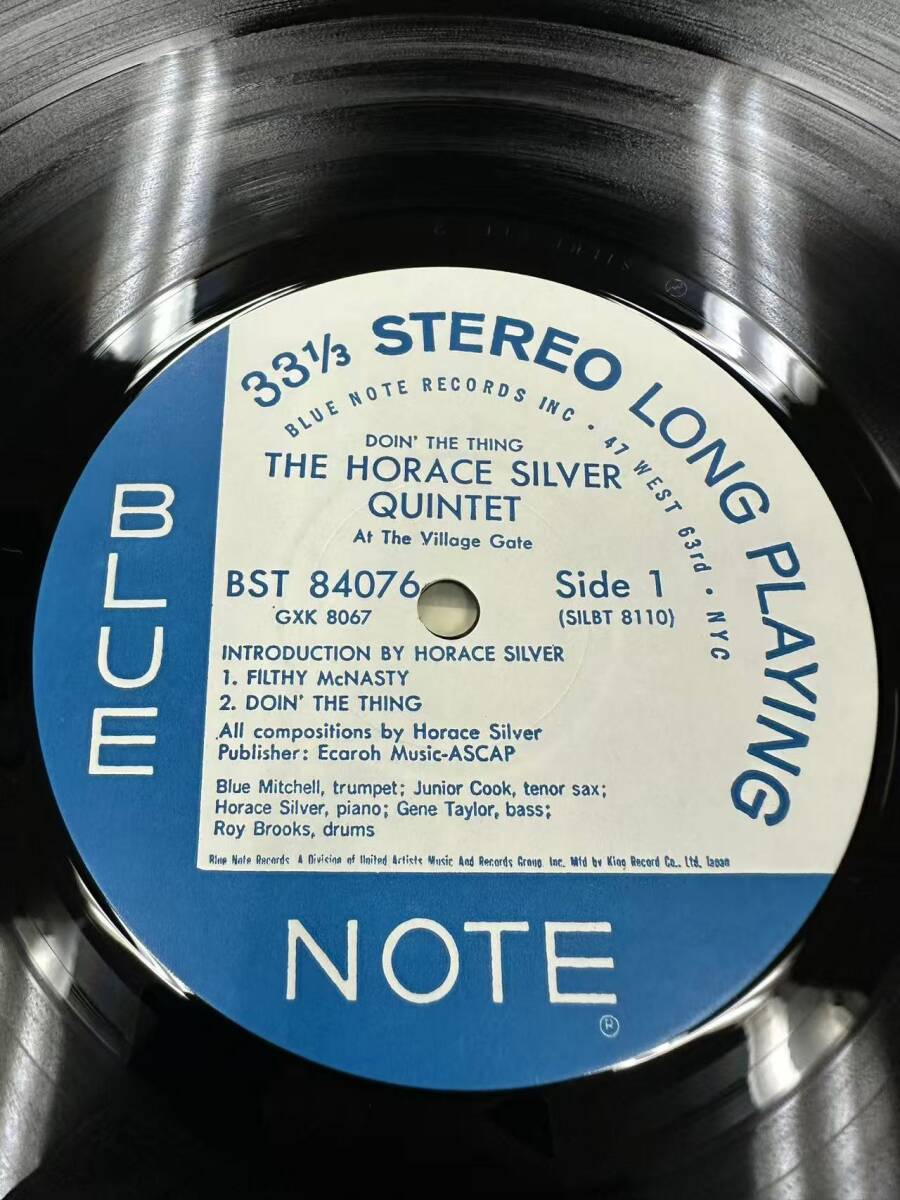 33⅓ STEREO LONG PLAYING
BLUE NOTE RECORDS INC • 47 WEST 63rd • NYC
DOIN' THE THING
THE HORACE SILVER
QUINTET
At The Village Gate
BST 84076 Side 1
GXK 8067 (SILBT 8110)
INTRODUCTION BY HORACE SILVER
1. FILTHY McNASTY
2. DOIN' THE THING
All compositions by Horace Silver
Publisher: Ecaroh Music-ASCAP
Blue Mitchell, trumpet; Junior Cook, tenor sax;
Horace Silver, piano; Gene Taylor, bass;
Roy Brooks, drums
Blue Note Records A Division of United Artists Music And Records Group, Inc. Mfd by King Record Co., Ltd. Japan
BLUE
NOTE
®